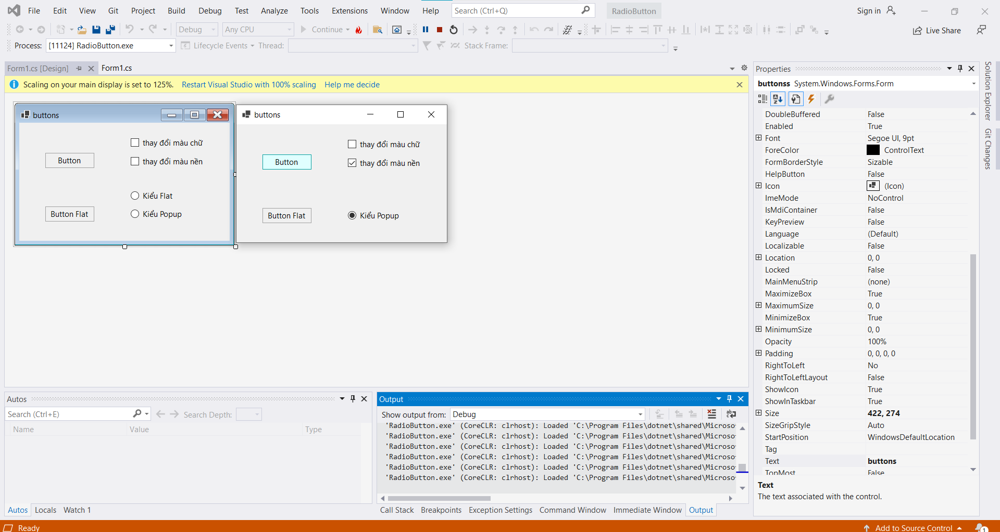 File Edit View Git Project Build Debug Test Analyze Tools Extensions Window Help Search (Ctrl+Q) RadioButton Sign in
Debug Any CPU Continue Live Share
Process: [11124] RadioButton.exe Lifecycle Events Thread: Stack Frame:
Form1.cs [Design] Form1.cs
Scaling on your main display is set to 125%. Restart Visual Studio with 100% scaling Help me decide
buttons
thay đổi màu chữ
Button
thay đổi màu nền
Kiểu Flat
Button Flat
Kiểu Popup
buttons
thay đổi màu chữ
Button
thay đổi màu nền
Button Flat
Kiểu Popup
Autos
Search (Ctrl+E) Search Depth:
Name Value Type
Autos Locals Watch 1
Output
Show output from: Debug
'RadioButton.exe' (CoreCLR: clrhost): Loaded 'C:\Program Files\dotnet\shared\Microso
'RadioButton.exe' (CoreCLR: clrhost): Loaded 'C:\Program Files\dotnet\shared\Microso
'RadioButton.exe' (CoreCLR: clrhost): Loaded 'C:\Program Files\dotnet\shared\Microso
'RadioButton.exe' (CoreCLR: clrhost): Loaded 'C:\Program Files\dotnet\shared\Microso
'RadioButton.exe' (CoreCLR: clrhost): Loaded 'C:\Program Files\dotnet\shared\Microso
'RadioButton.exe' (CoreCLR: clrhost): Loaded 'C:\Program Files\dotnet\shared\Microso
Call Stack Breakpoints Exception Settings Command Window Immediate Window Output
Properties
buttonss System.Windows.Forms.Form
DoubleBuffered False
Enabled True
Font Segoe UI, 9pt
ForeColor ControlText
FormBorderStyle Sizable
HelpButton False
Icon (Icon)
ImeMode NoControl
IsMdiContainer False
KeyPreview False
Language (Default)
Localizable False
Location 0, 0
Locked False
MainMenuStrip (none)
MaximizeBox True
MaximumSize 0, 0
MinimizeBox True
MinimumSize 0, 0
Opacity 100%
Padding 0, 0, 0, 0
RightToLeft No
RightToLeftLayout False
ShowIcon True
ShowInTaskbar True
Size 422, 274
SizeGripStyle Auto
StartPosition WindowsDefaultLocation
Tag
Text buttons
TopMost False
Text
The text associated with the control.
Solution Explorer
Git Changes
Ready Add to Source Control 1